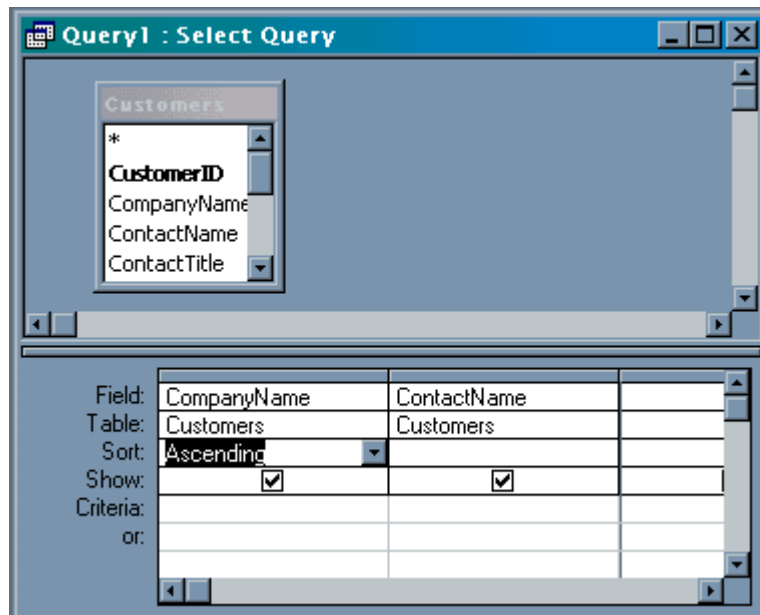 Query1 : Select Query
Customers
*
CustomerID
CompanyName
ContactName
ContactTitle
Field: CompanyName ContactName
Table: Customers Customers
Sort: Ascending
Show:
Criteria:
or: